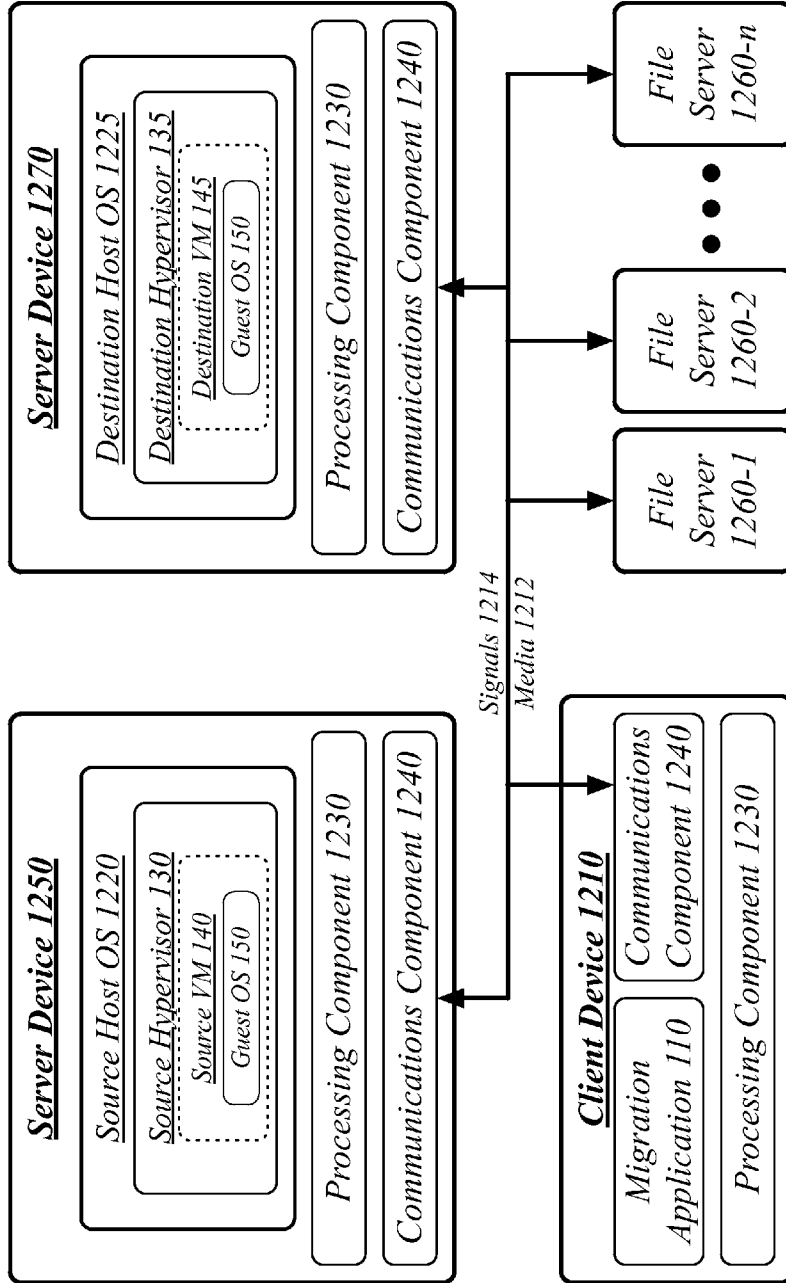 Server Device 1250
Source Host OS 1220
Source Hypervisor 130
Source VM 140
Guest OS 150
Processing Component 1230
Communications Component 1240
Server Device 1270
Destination Host OS 1225
Destination Hypervisor 135
Destination VM 145
Guest OS 150
Processing Component 1230
Communications Component 1240
Signals 1214
Media 1212
Client Device 1210
Migration
Application 110
Communications
Component 1240
Processing Component 1230
File
Server
1260-1
File
Server
1260-2
File
Server
1260-n